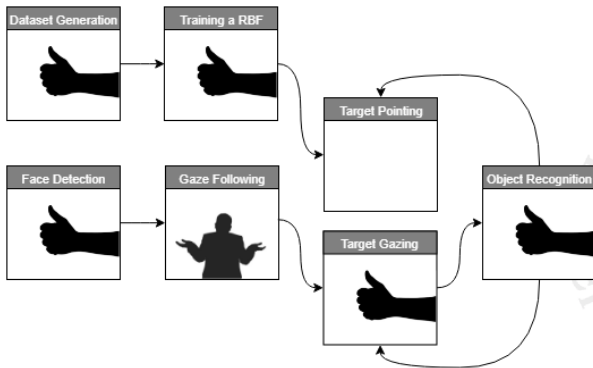 Dataset Generation
Training a RBF
Target Pointing
Face Detection
Gaze Following
Object Recognition
Target Gazing